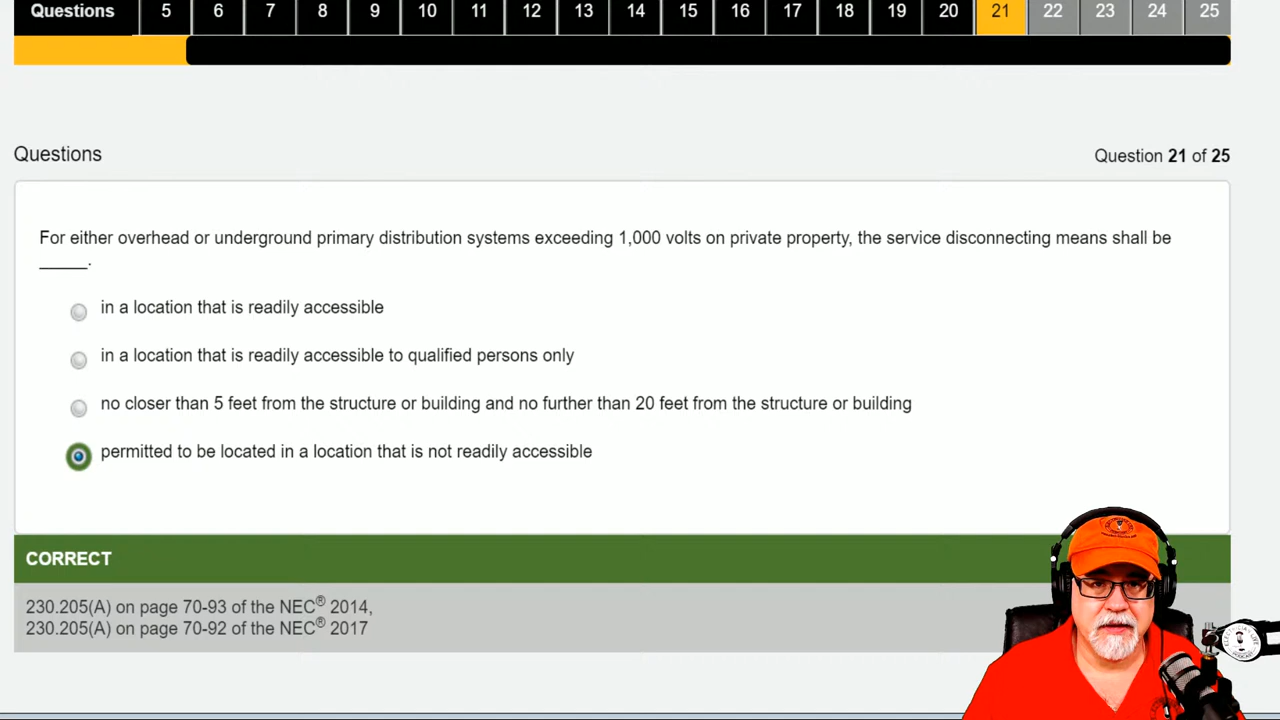 Questions 5 6 7 8 9 10 11 12 13 14 15 16 17 18 19 20 21 22 23 24 25
Questions
Question 21 of 25
For either overhead or underground primary distribution systems exceeding 1,000 volts on private property, the service disconnecting means shall be
_____.
in a location that is readily accessible
in a location that is readily accessible to qualified persons only
no closer than 5 feet from the structure or building and no further than 20 feet from the structure or building
permitted to be located in a location that is not readily accessible
CORRECT
230.205(A) on page 70-93 of the NEC® 2014,
230.205(A) on page 70-92 of the NEC® 2017